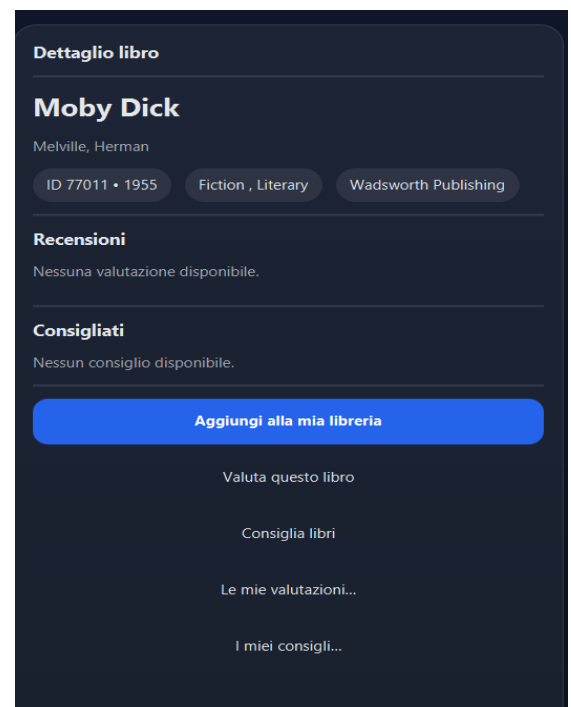 Dettaglio libro
Moby Dick
Melville, Herman
ID 77011 • 1955 Fiction , Literary Wadsworth Publishing
Recensioni
Nessuna valutazione disponibile.
Consigliati
Nessun consiglio disponibile.
Aggiungi alla mia libreria
Valuta questo libro
Consiglia libri
Le mie valutazioni...
I miei consigli...